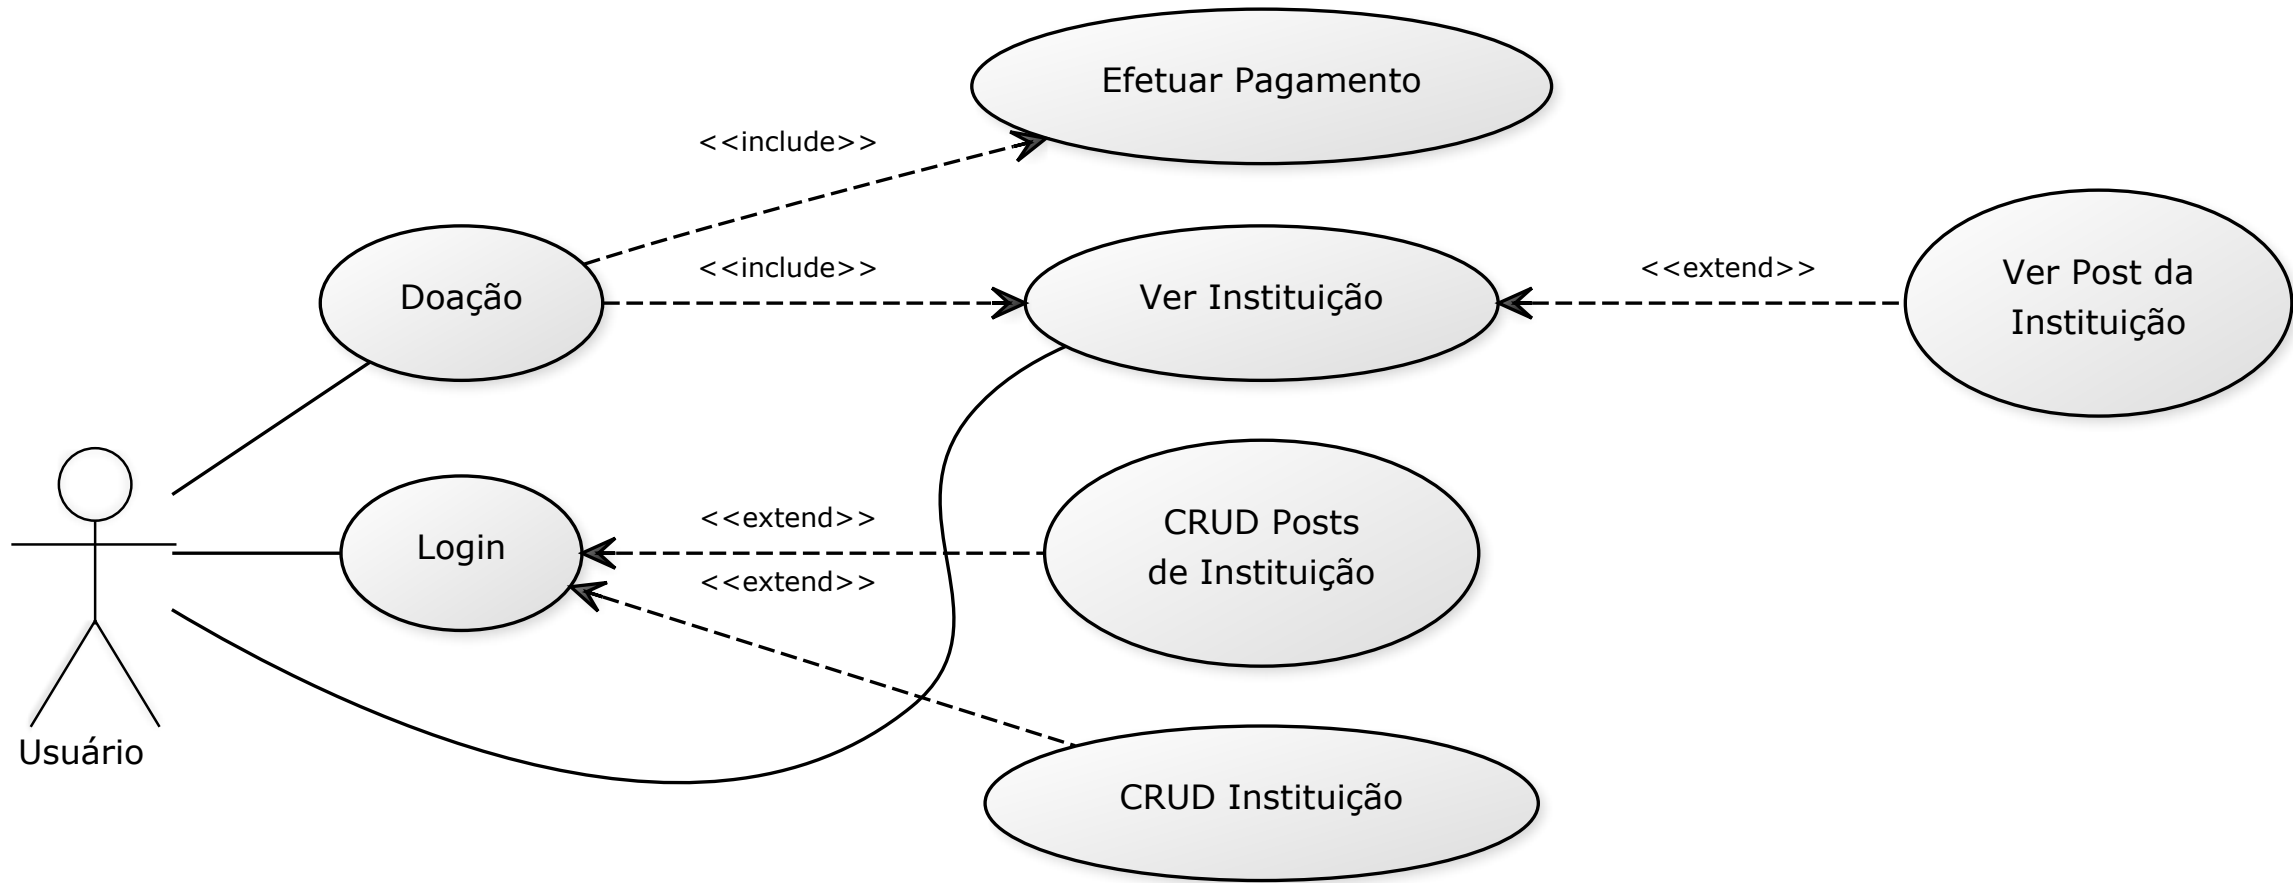 Efetuar Pagamento
<<include>>
<<include>>
<<extend>>
Doação
Ver Instituição
Ver Post da
Instituição
<<extend>>
Login
CRUD Posts
de Instituição
<<extend>>
Usuário
CRUD Instituição